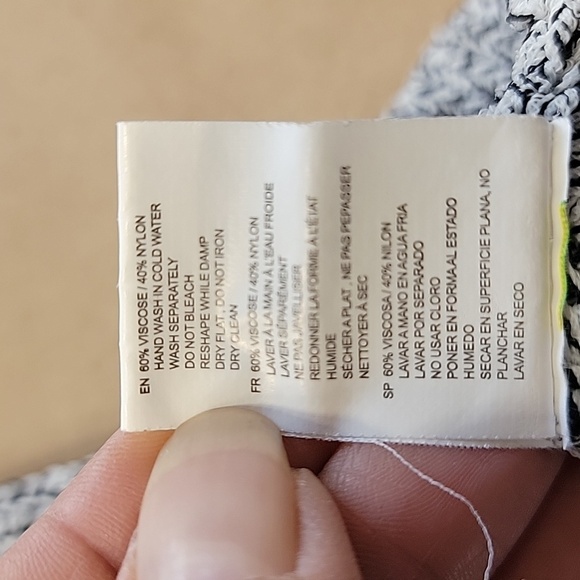 EN 60% VISCOSE / 40% NYLON
HAND WASH IN COLD WATER
WASH SEPARATELY
DO NOT BLEACH
RESHAPE WHILE DAMP
DRY FLAT, DO NOT IRON
DRY CLEAN
FR 60% VISCOSE / 40% NYLON
LAVER À LA MAIN À L'EAU FROIDE
LAVER SÉPARÉMENT
NE PAS JAVELLISER
REDONNER LA FORME À L'ÉTAT
HUMIDE
SÉCHER A PLAT, NE PAS PEPASSER
NETTOYER À SEC
SP 60% VISCOSA / 40% NILON
LAVAR A MANO EN AGUA FRIA
LAVAR POR SEPARADO
NO USAR CLORO
PONER EN FORMA AL ESTADO
HUMEDO
SECAR EN SUPERFICIE PLANA, NO
PLANCHAR
LAVAR EN SECO